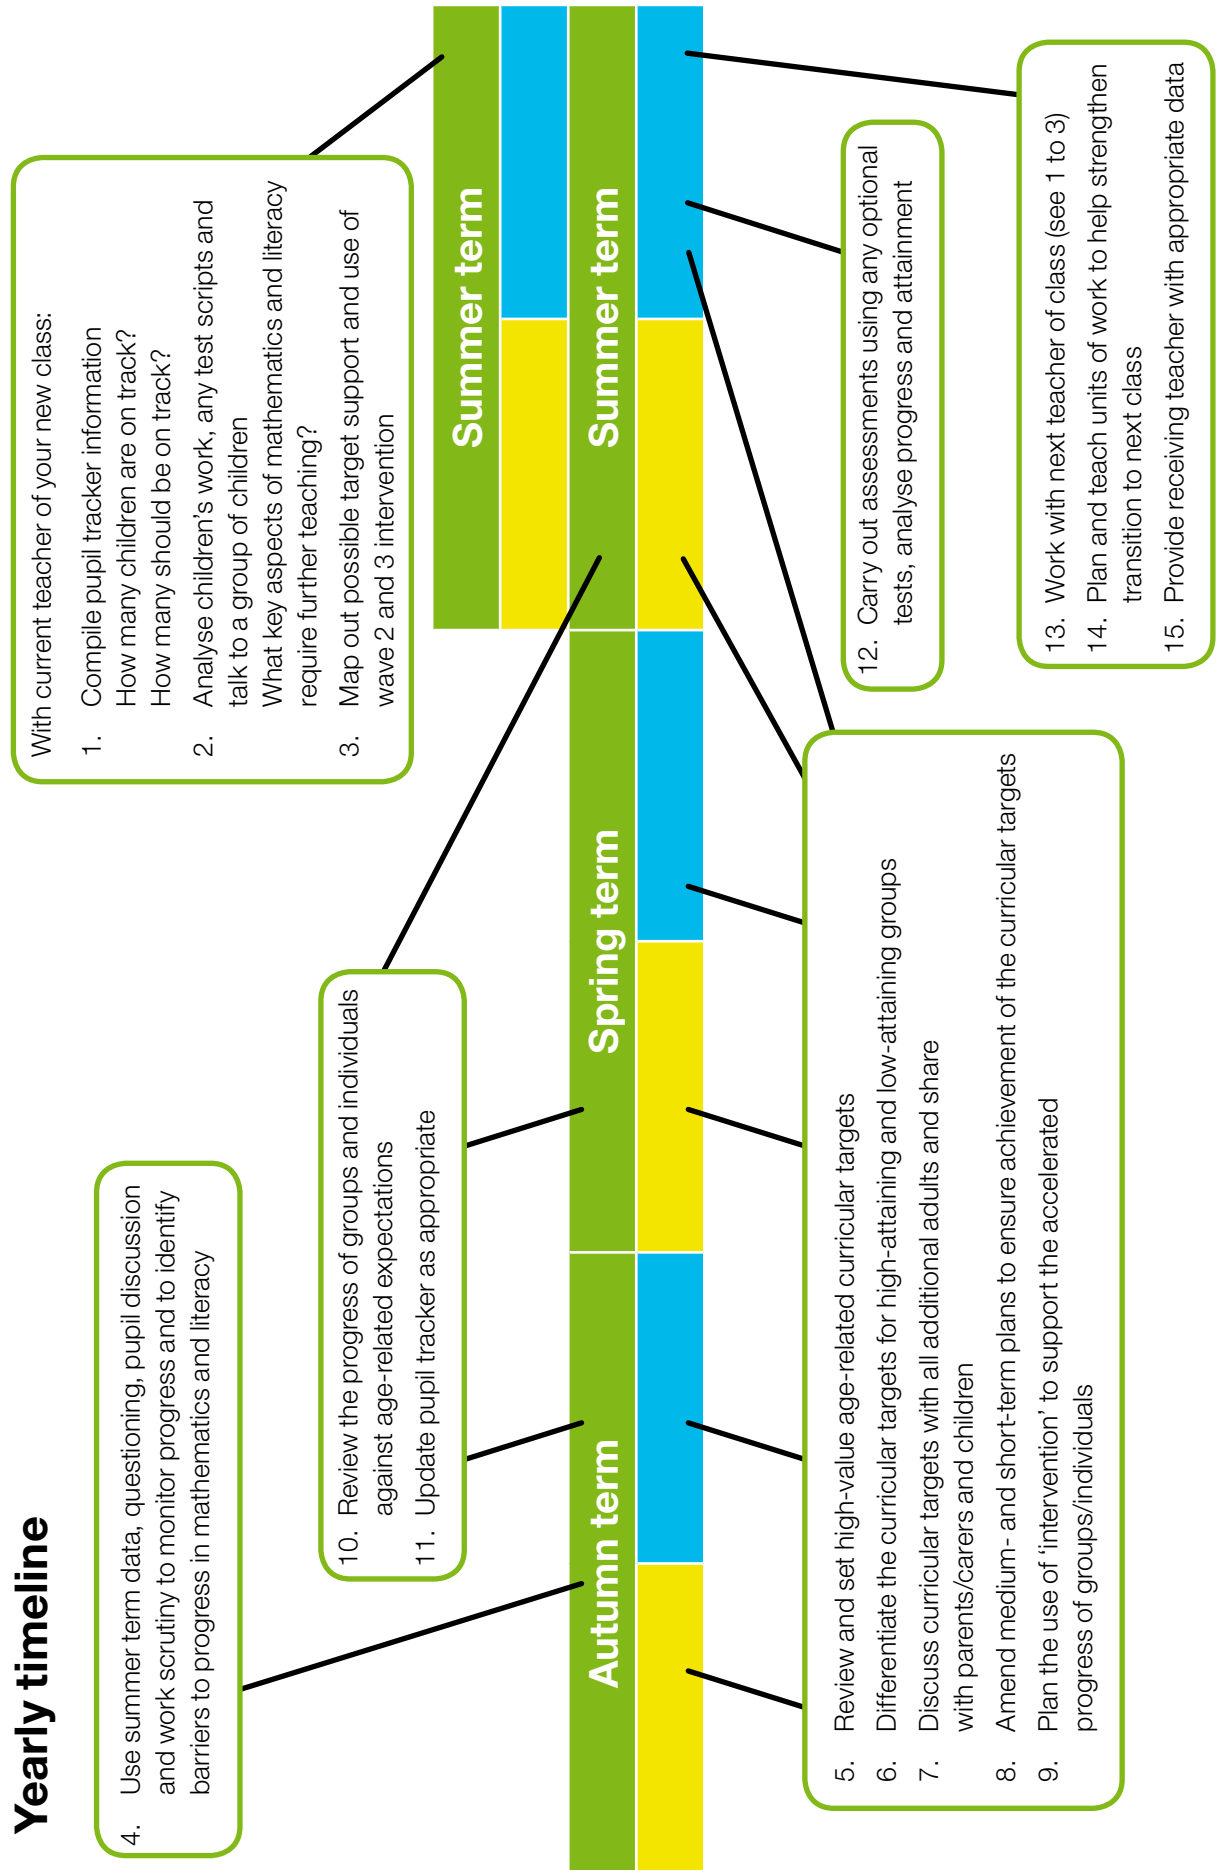 Yearly timeline
With current teacher of your new class:
1. Compile pupil tracker information
How many children are on track?
How many should be on track?
2. Analyse children’s work, any test scripts and
talk to a group of children
What key aspects of mathematics and literacy
require further teaching?
3. Map out possible target support and use of
wave 2 and 3 intervention
4. Use summer term data, questioning, pupil discussion
and work scrutiny to monitor progress and to identify
barriers to progress in mathematics and literacy
10. Review the progress of groups and individuals
against age-related expectations
11. Update pupil tracker as appropriate
Summer term
Autumn term
Spring term
Summer term
5. Review and set high-value age-related curricular targets
6. Differentiate the curricular targets for high-attaining and low-attaining groups
7. Discuss curricular targets with all additional adults and share
with parents/carers and children
8. Amend medium- and short-term plans to ensure achievement of the curricular targets
9. Plan the use of ‘intervention’ to support the accelerated
progress of groups/individuals
12. Carry out assessments using any optional
tests, analyse progress and attainment
13. Work with next teacher of class (see 1 to 3)
14. Plan and teach units of work to help strengthen
transition to next class
15. Provide receiving teacher with appropriate data